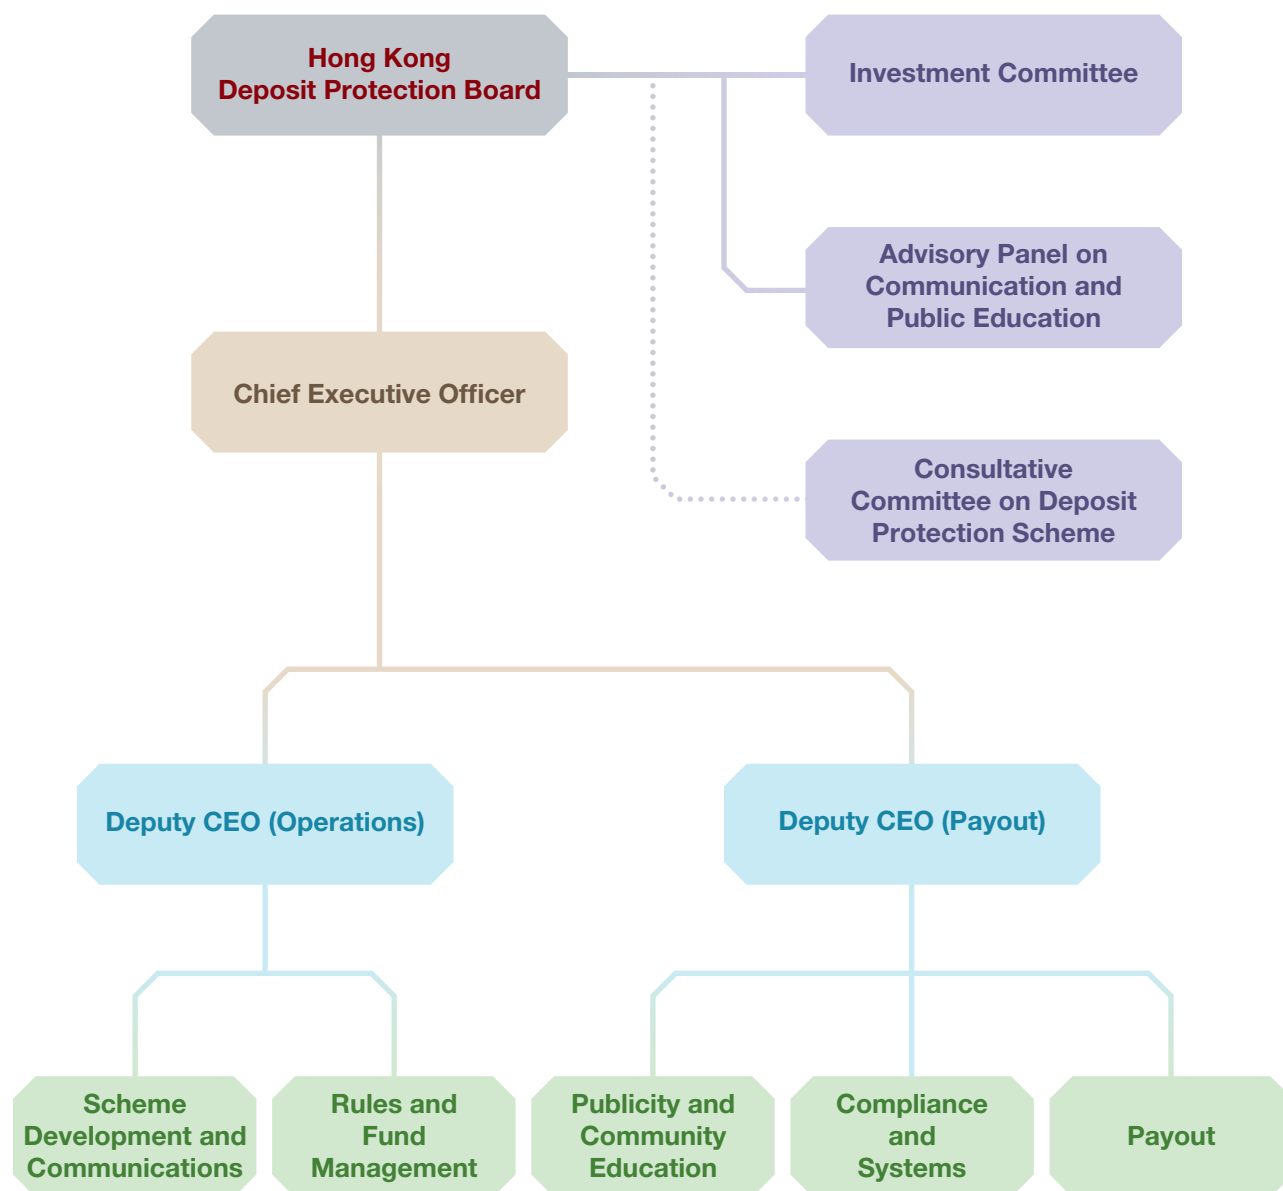 Hong Kong
Deposit Protection Board
Investment Committee
Advisory Panel on
Communication and
Public Education
Chief Executive Officer
Consultative
Committee on Deposit
Protection Scheme
Deputy CEO (Operations)
Deputy CEO (Payout)
Scheme
Development and
Communications
Rules and
Fund
Management
Publicity and
Community
Education
Compliance
and
Systems
Payout